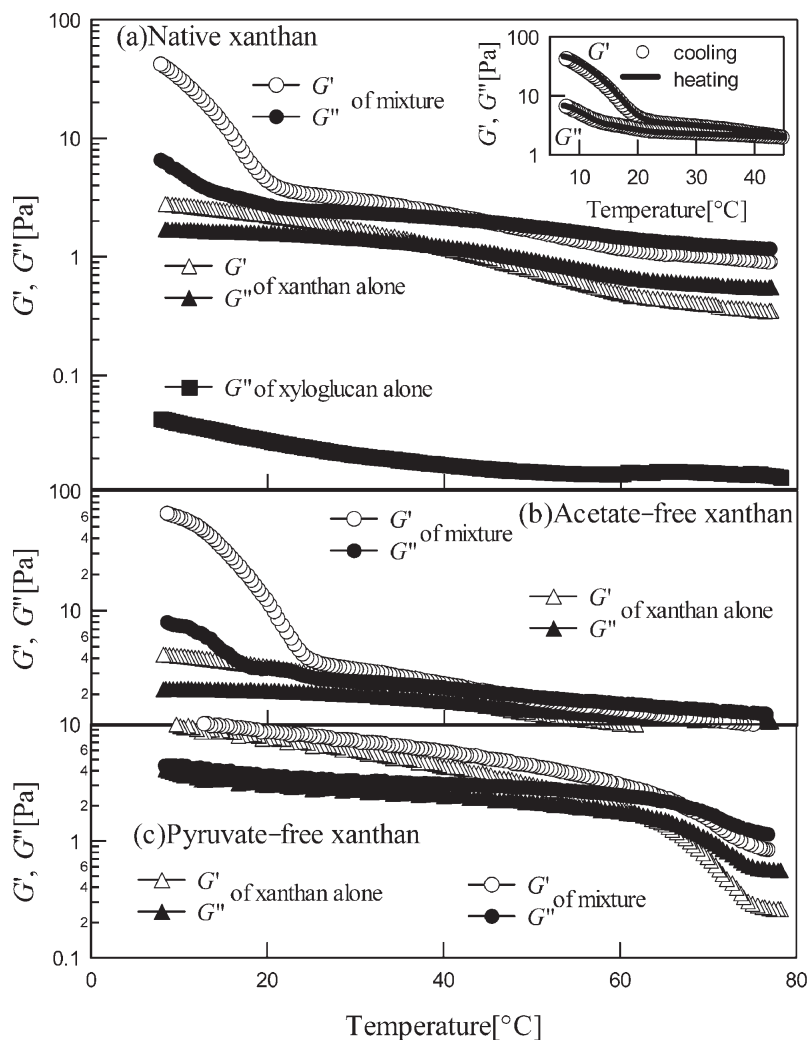 (a)Native xanthan
G'
G"
of mixture
G'
G"
of xanthan alone
G" of xyloglucan alone
G', G"[Pa]
100
10
1
0.1
G', G"[Pa]
100
10
1
G'
G"
cooling
heating
10
20
30
40
Temperature[°C]
(b)Acetate-free xanthan
G'
G"
of mixture
G'
G"
of xanthan alone
G', G"[Pa]
100
6
4
2
10
6
4
2
10
(c)Pyruvate-free xanthan
G'
G"
of xanthan alone
G'
G"
of mixture
G', G"[Pa]
6
4
2
1
6
4
2
0.1
0
20
40
60
80
Temperature[°C]